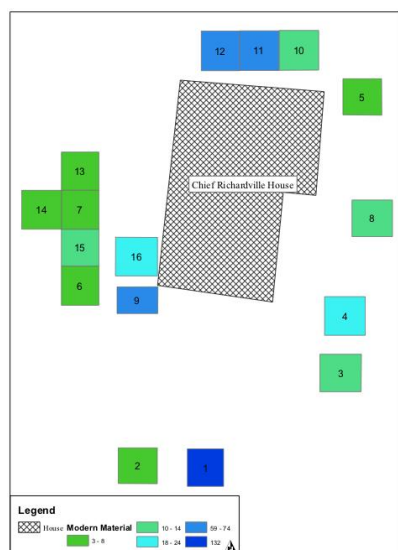 12 11 10
5
Chief Richardville House
13
14 7
8
15
16
6
9
4
3
2
1
Legend
House Modern Material 10 - 14 59 - 74
3 - 8 18 - 24 132